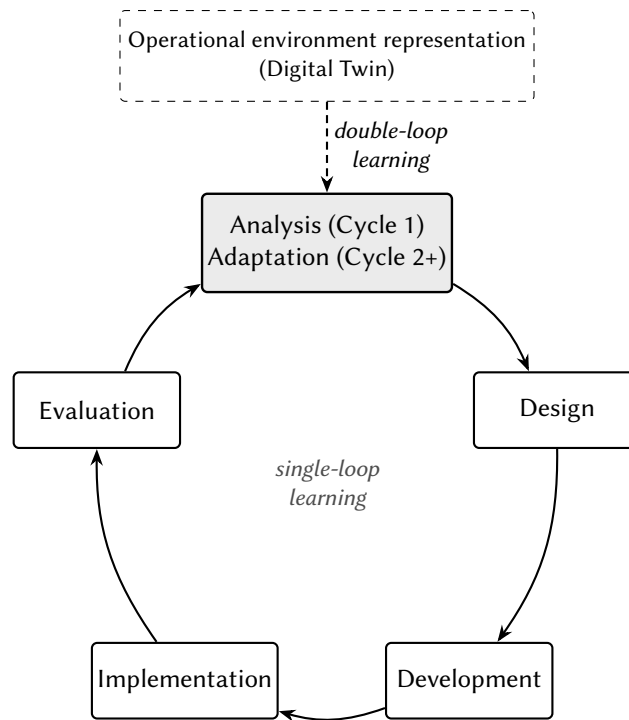 Operational environment representation
(Digital Twin)
double-loop
learning
Analysis (Cycle 1)
Adaptation (Cycle 2+)
Evaluation
Design
single-loop
learning
Implementation
Development